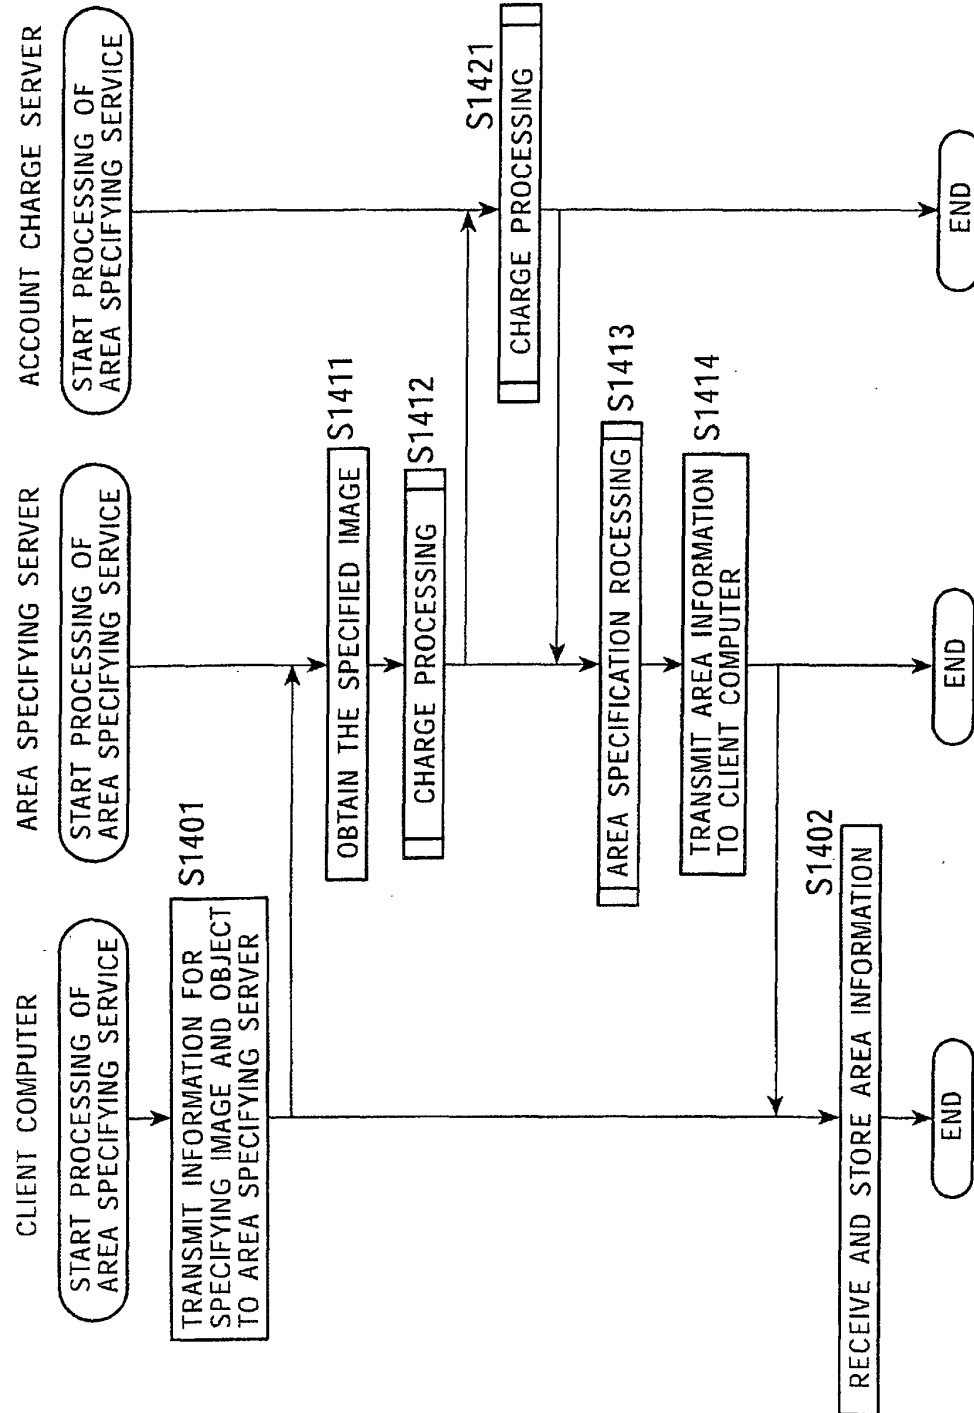 CLIENT COMPUTER
START PROCESSING OF
AREA SPECIFYING SERVICE
S1401
TRANSMIT INFORMATION FOR
SPECIFYING IMAGE AND OBJECT
TO AREA SPECIFYING SERVER
S1402
RECEIVE AND STORE AREA INFORMATION
END
AREA SPECIFYING SERVER
START PROCESSING OF
AREA SPECIFYING SERVICE
OBTAIN THE SPECIFIED IMAGE
S1411
CHARGE PROCESSING
S1412
AREA SPECIFICATION ROCESSING
S1413
TRANSMIT AREA INFORMATION
TO CLIENT COMPUTER
S1414
END
ACCOUNT CHARGE SERVER
START PROCESSING OF
AREA SPECIFYING SERVICE
S1421
CHARGE PROCESSING
END